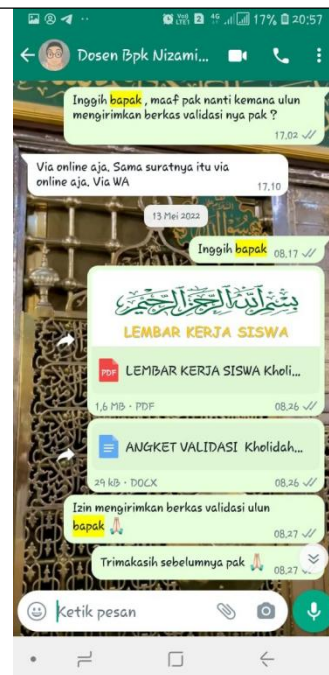 17% 20:57
Dosen Bpk Nizami...
Inggih bapak , maaf pak nanti kemana ulun
mengirimkan berkas validasi nya pak ?
17.02
Via online aja. Sama suratnya itu via
online aja. Via WA
17.10
13 Mei 2022
Inggih bapak 08.17
بِسْمِ اللَّهِ الرَّحْمَٰنِ الرَّحِيمِ
LEMBAR KERJA SISWA
PDF LEMBAR KERJA SISWA Kholi...
1,6 MB • PDF 08.26
ANGKET VALIDASI Kholidah...
29 kB • DOCX 08.26
Izin mengirimkan berkas validasi ulun
bapak 🙏🏻
08.27
Trimakasih sebelumnya pak 🙏🏻 08.27
Ketik pesan